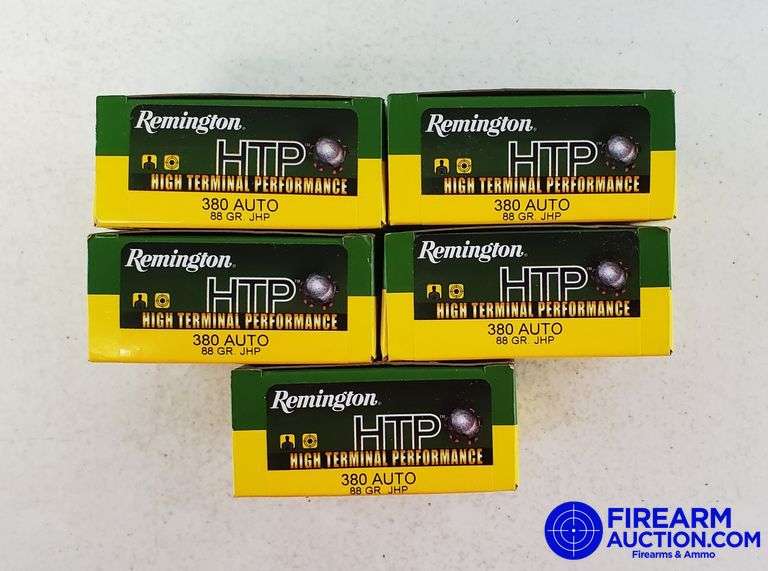 Remington
HTP
HIGH TERMINAL PERFORMANCE
380 AUTO
88 GR. JHP
Remington
HTP
HIGH TERMINAL PERFORMANCE
380 AUTO
88 GR. JHP
Remington
HTP
HIGH TERMINAL PERFORMANCE
380 AUTO
88 GR. JHP
Remington
HTP
HIGH TERMINAL PERFORMANCE
380 AUTO
88 GR. JHP
Remington
HTP™
HIGH TERMINAL PERFORMANCE
380 AUTO
88 GR. JHP
FIREARM
AUCTION.COM
Firearms & Ammo